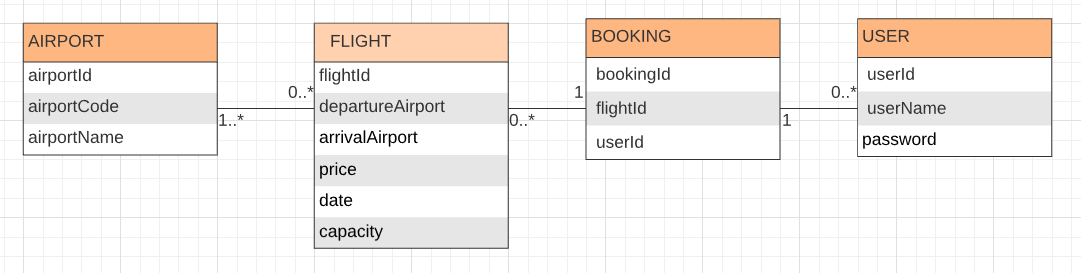 AIRPORT
airportId
airportCode
airportName
1..*
0..*
FLIGHT
flightId
departureAirport
arrivalAirport
price
date
capacity
0..*
1
BOOKING
bookingId
flightId
userId
1
0..*
USER
userId
userName
password